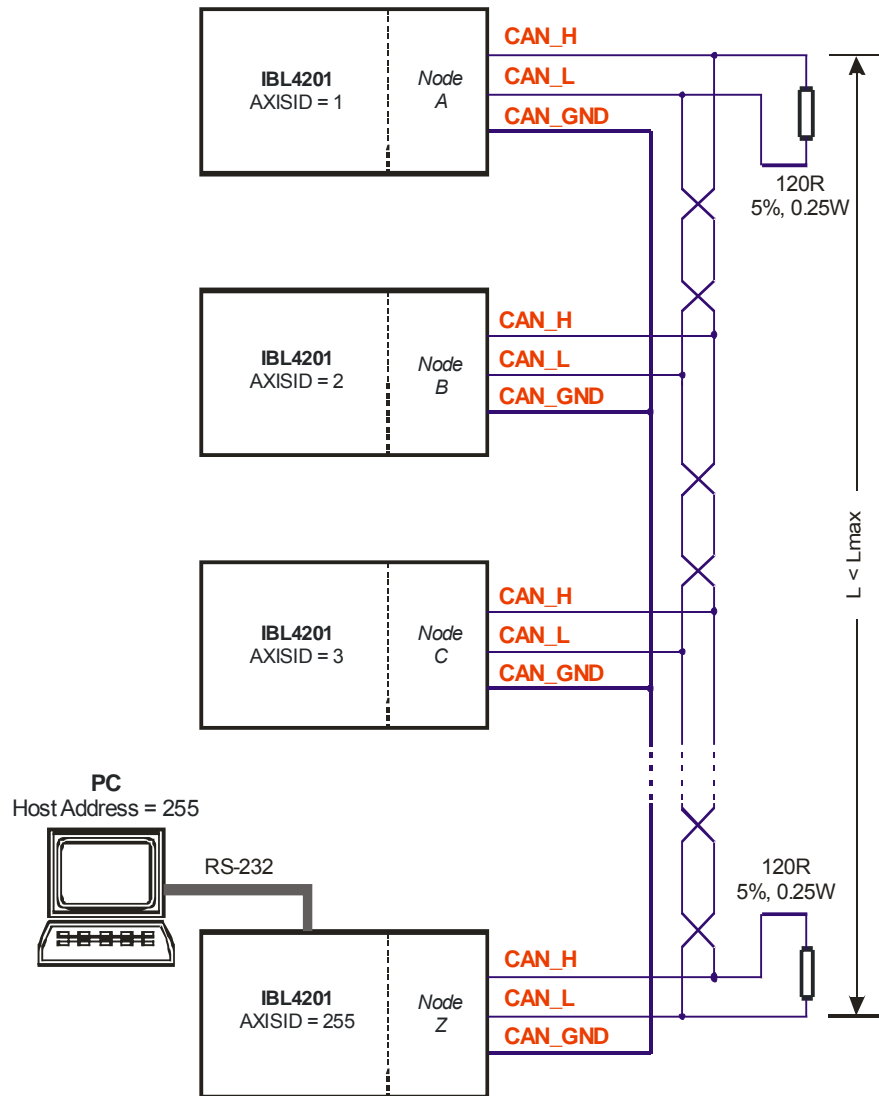 CAN_H
CAN_L
CAN_GND
IBL4201
AXISID = 1
Node
A
120R
5%, 0.25W
CAN_H
CAN_L
CAN_GND
IBL4201
AXISID = 2
Node
B
L < Lmax
CAN_H
CAN_L
CAN_GND
IBL4201
AXISID = 3
Node
C
PC
Host Address = 255
RS-232
120R
5%, 0.25W
CAN_H
CAN_L
CAN_GND
IBL4201
AXISID = 255
Node
Z